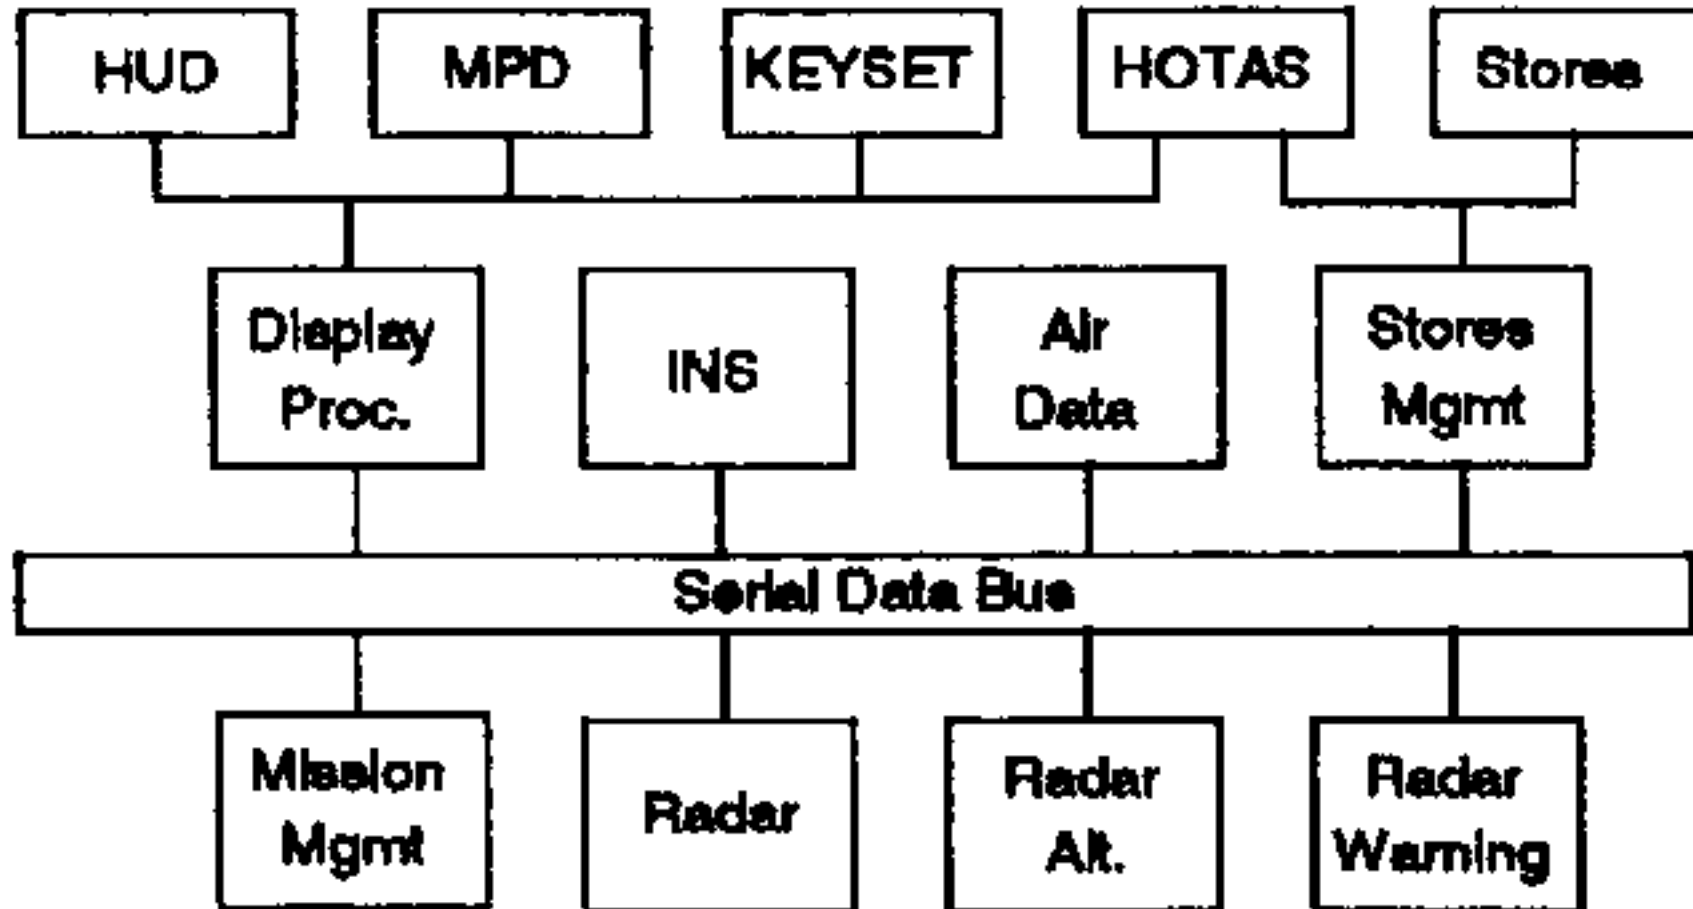 HUD
MPD
KEYSET
HOTAS
Stores
Display
Proc.
INS
Air
Data
Stores
Mgmt
Serial Data Bus
Mission
Mgmt
Radar
Radar
Alt.
Radar
Warning